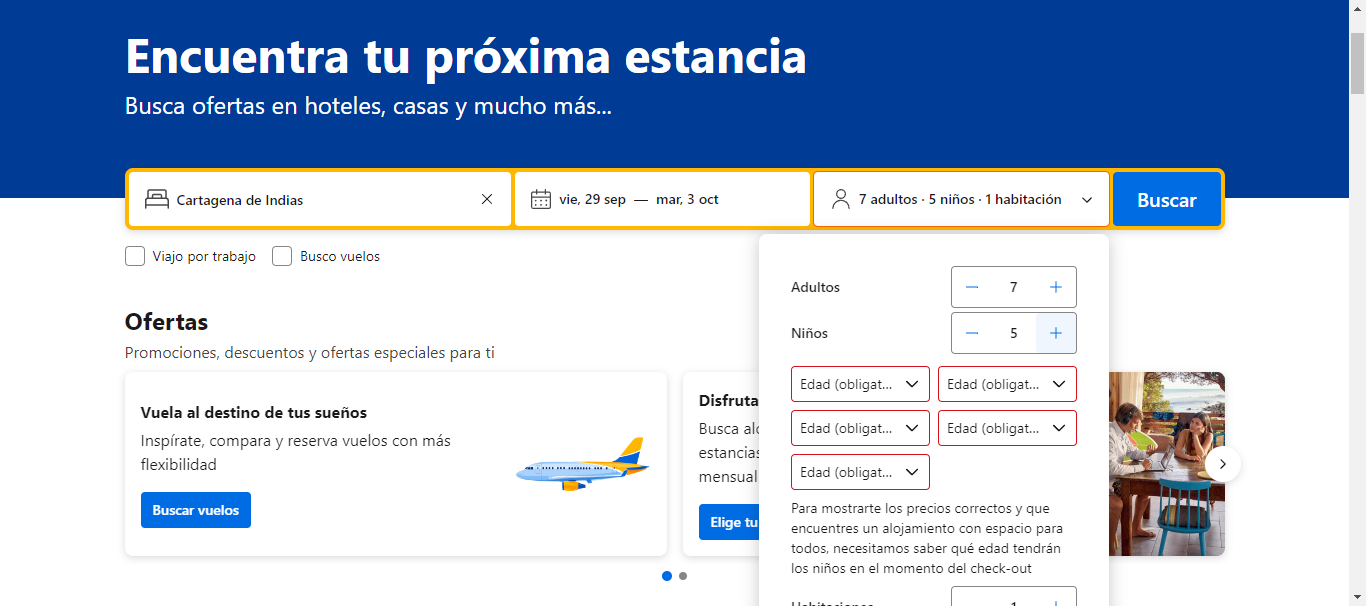 Encuentra tu próxima estancia
Busca ofertas en hoteles, casas y mucho más...
Cartagena de Indias
vie, 29 sep — mar, 3 oct
7 adultos · 5 niños · 1 habitación
Buscar
Viajo por trabajo
Busco vuelos
Adultos
7
Niños
5
Edad (obligat...
Edad (obligat...
Edad (obligat...
Edad (obligat...
Edad (obligat...
Para mostrarte los precios correctos y que
encuentres un alojamiento con espacio para
todos, necesitamos saber qué edad tendrán
los niños en el momento del check-out
Habitaciones
1
Ofertas
Promociones, descuentos y ofertas especiales para ti
Vuela al destino de tus sueños
Inspírate, compara y reserva vuelos con más
flexibilidad
Buscar vuelos
Disfruta
Busca
estancias
mensual
Elige tu